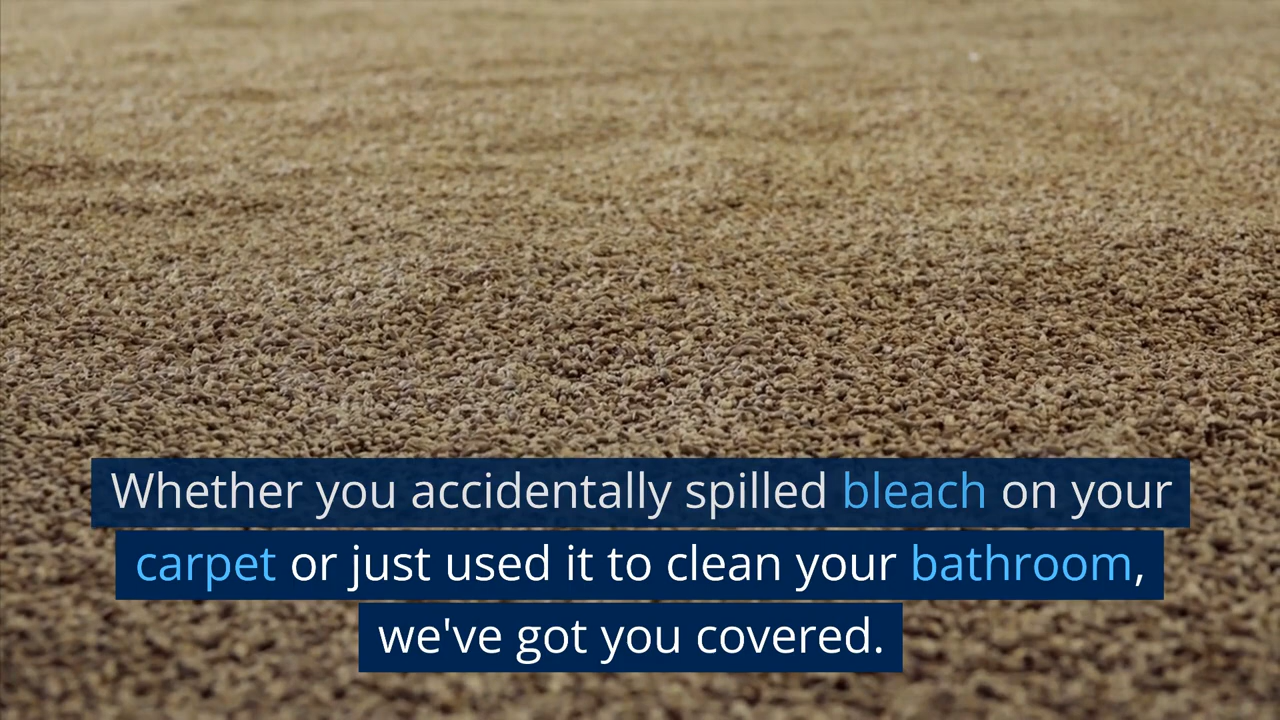 Whether you accidentally spilled bleach on your
carpet or just used it to clean your bathroom,
we've got you covered.